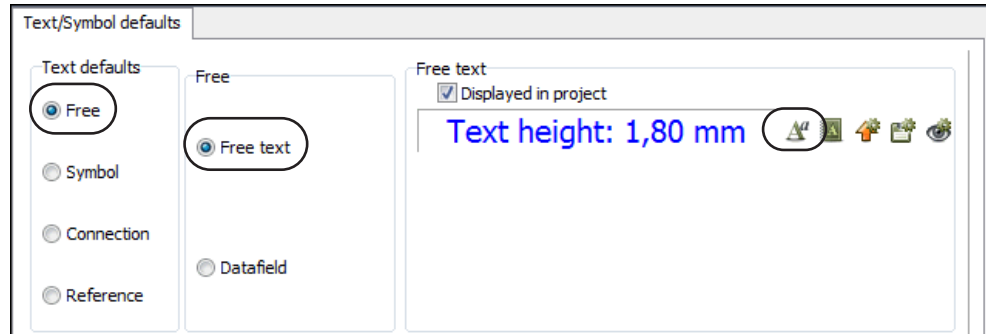 Text/Symbol defaults
Text defaults
Free
Symbol
Connection
Reference
Free
Free text
Datafield
Free text
Displayed in project
Text height: 1,80 mm